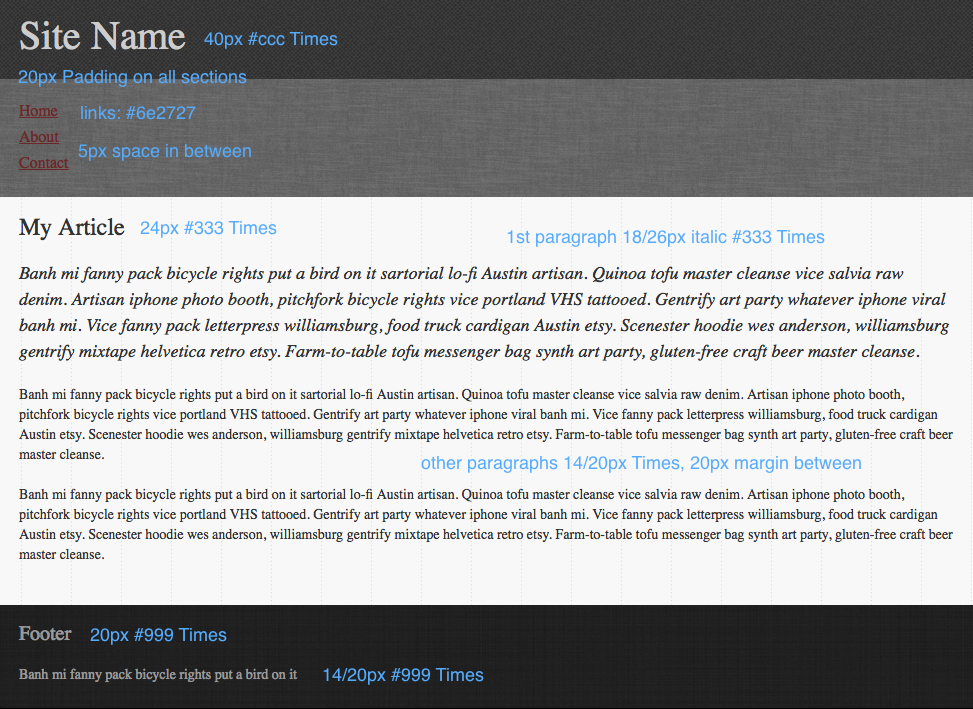 Site Name 40px #ccc Times
20px Padding on all sections
Home links: #6e2727
About
5px space in between
Contact
My Article 24px #333 Times
1st paragraph 18/26px italic #333 Times
Banh mi fanny pack bicycle rights put a bird on it sartorial lo-fi Austin artisan. Quinoa tofu master cleanse vice salvia raw
denim. Artisan iphone photo booth, pitchfork bicycle rights vice portland VHS tattooed. Gentrify art party whatever iphone viral
banh mi. Vice fanny pack letterpress williamsburg, food truck cardigan Austin etsy. Scenester hoodie wes anderson, williamsburg
gentrify mixtape helvetica retro etsy. Farm-to-table tofu messenger bag synth art party, gluten-free craft beer master cleanse.
Banh mi fanny pack bicycle rights put a bird on it sartorial lo-fi Austin artisan. Quinoa tofu master cleanse vice salvia raw denim. Artisan iphone photo booth,
pitchfork bicycle rights vice portland VHS tattooed. Gentrify art party whatever iphone viral banh mi. Vice fanny pack letterpress williamsburg, food truck cardigan
Austin etsy. Scenester hoodie wes anderson, williamsburg gentrify mixtape helvetica retro etsy. Farm-to-table tofu messenger bag synth art party, gluten-free craft beer
master cleanse.
other paragraphs 14/20px Times, 20px margin between
Banh mi fanny pack bicycle rights put a bird on it sartorial lo-fi Austin artisan. Quinoa tofu master cleanse vice salvia raw denim. Artisan iphone photo booth,
pitchfork bicycle rights vice portland VHS tattooed. Gentrify art party whatever iphone viral banh mi. Vice fanny pack letterpress williamsburg, food truck cardigan
Austin etsy. Scenester hoodie wes anderson, williamsburg gentrify mixtape helvetica retro etsy. Farm-to-table tofu messenger bag synth art party, gluten-free craft beer
master cleanse.
Footer 20px #999 Times
Banh mi fanny pack bicycle rights put a bird on it 14/20px #999 Times